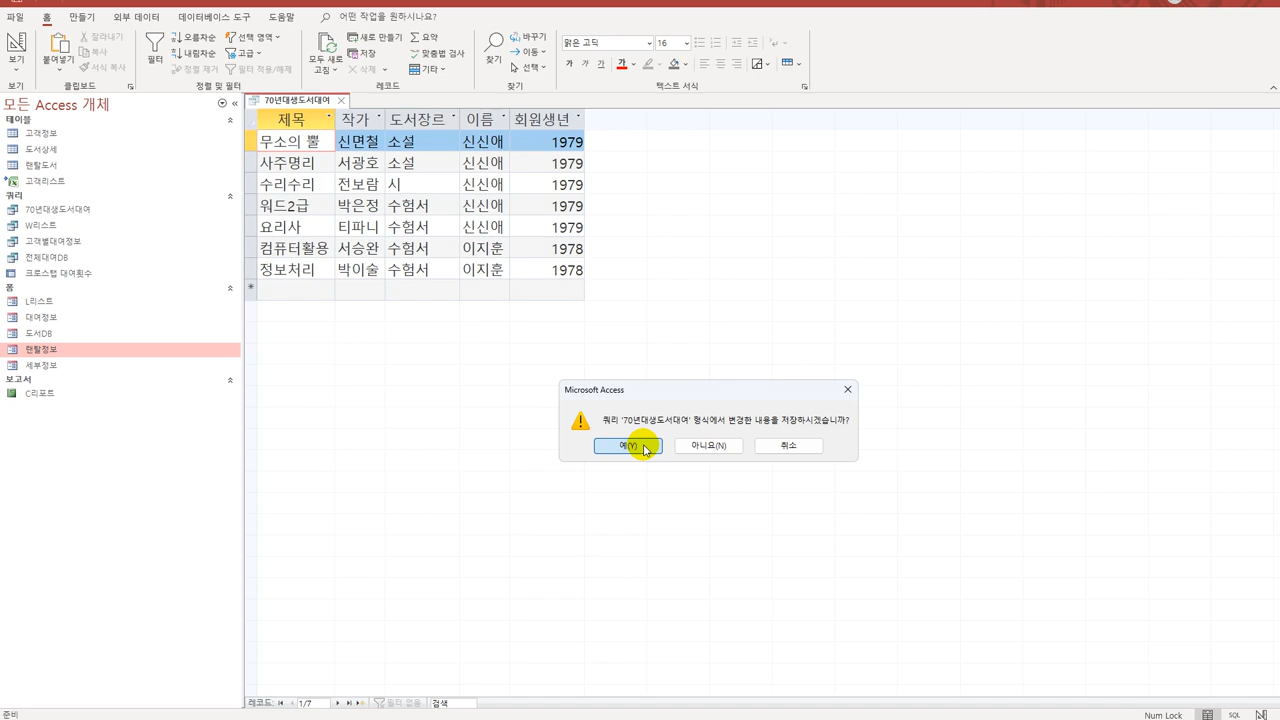 파일 홈 만들기 외부 데이터 데이터베이스 도구 도움말 어떤 작업을 원하시나요?
보기 붙여넣기 잘라내기 복사 서식 복사 필터 오름차순 내림차순 정렬 제거 선택 영역 고급 필터 적용/해제 모두 새로 고침 새로 만들기 저장 삭제 요약 맞춤법 검사 기타 찾기 바꾸기 이동 선택 맑은 고딕 16 가 가 가 가
보기 클립보드 정렬 및 필터 레코드 찾기 텍스트 서식
모든 Access 개체
테이블
고객정보
도서상세
랜탈도서
고객리스트
쿼리
70년대생도서대여
W리스트
고객별대여정보
전체대여DB
크로스탭 대여횟수
폼
L리스트
대여정보
도서DB
랜탈정보
세부정보
보고서
C리포트
70년대생도서대여
제목 작가 도서장르 이름 회원생년
무소의 뿔 신면철 소설 신신애 1979
사주명리 서광호 소설 신신애 1979
수리수리 전보람 시 신신애 1979
워드2급 박은정 수험서 신신애 1979
요리사 티파니 수험서 신신애 1979
컴퓨터활용 서승완 수험서 이지훈 1978
정보처리 박이술 수험서 이지훈 1978
Microsoft Access
쿼리 '70년대생도서대여' 형식에서 변경한 내용을 저장하시겠습니까?
예(Y) 아니요(N) 취소
레코드: 1/7 필터 없음 검색
준비 Num Lock SQL